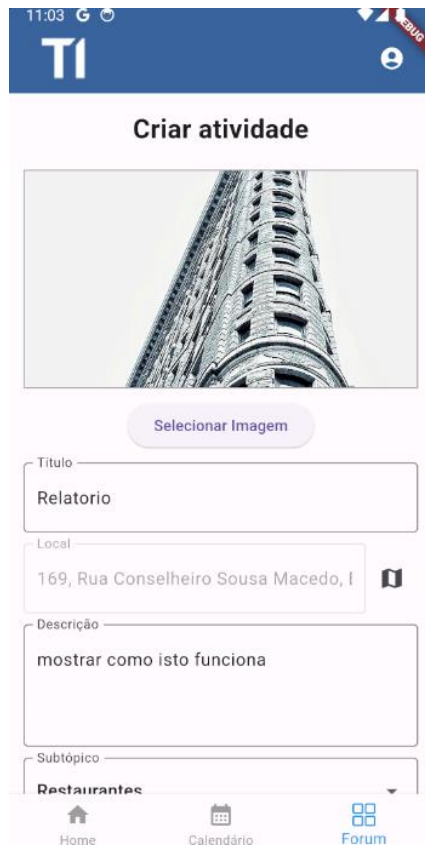 11:03 G
DEBUG
TI
Criar atividade
Selecionar Imagem
Título
Relatorio
Local
169, Rua Conselheiro Sousa Macedo,
Descrição
mostrar como isto funciona
Subtópico
Restaurantes
Home
Calendário
Forum